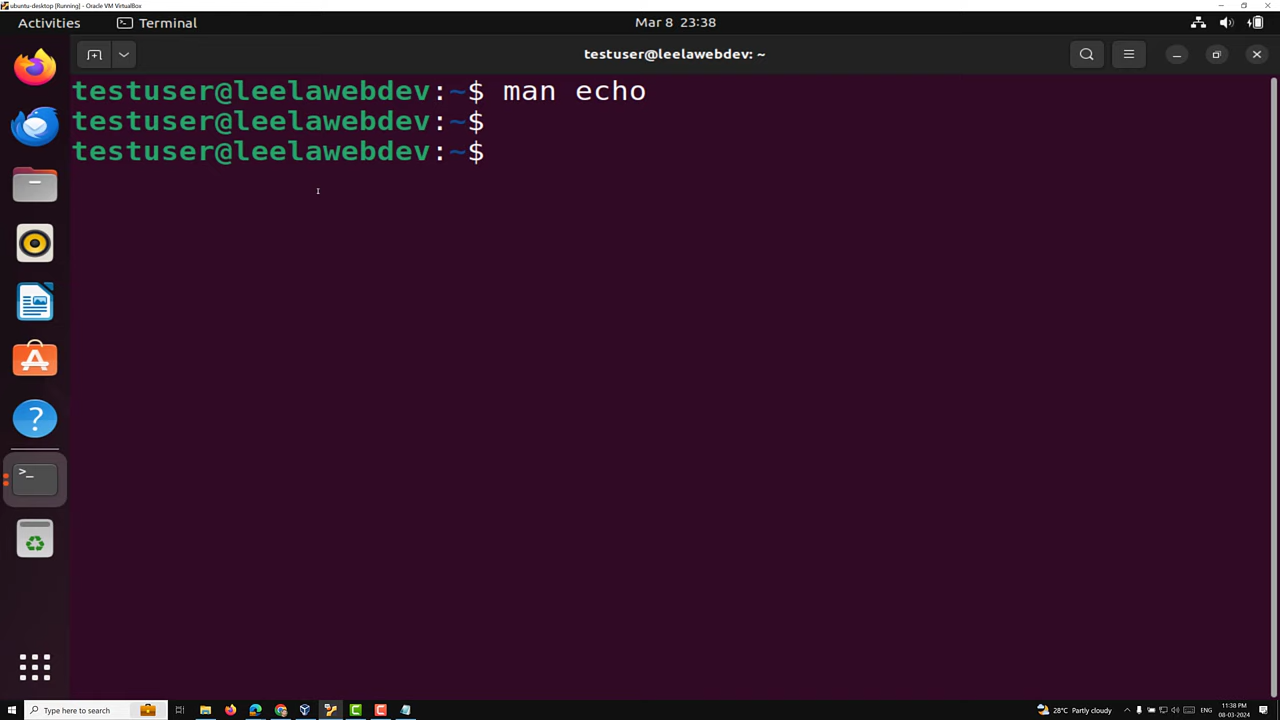 ubuntu-desktop [Running] - Oracle VM VirtualBox
Activities Terminal Mar 8 23:38
testuser@leelawebdev: ~
testuser@leelawebdev:~$ man echo
testuser@leelawebdev:~$
testuser@leelawebdev:~$
>_
?
Type here to search
28°C Partly cloudy
ENG
11:38 PM
08-03-2024